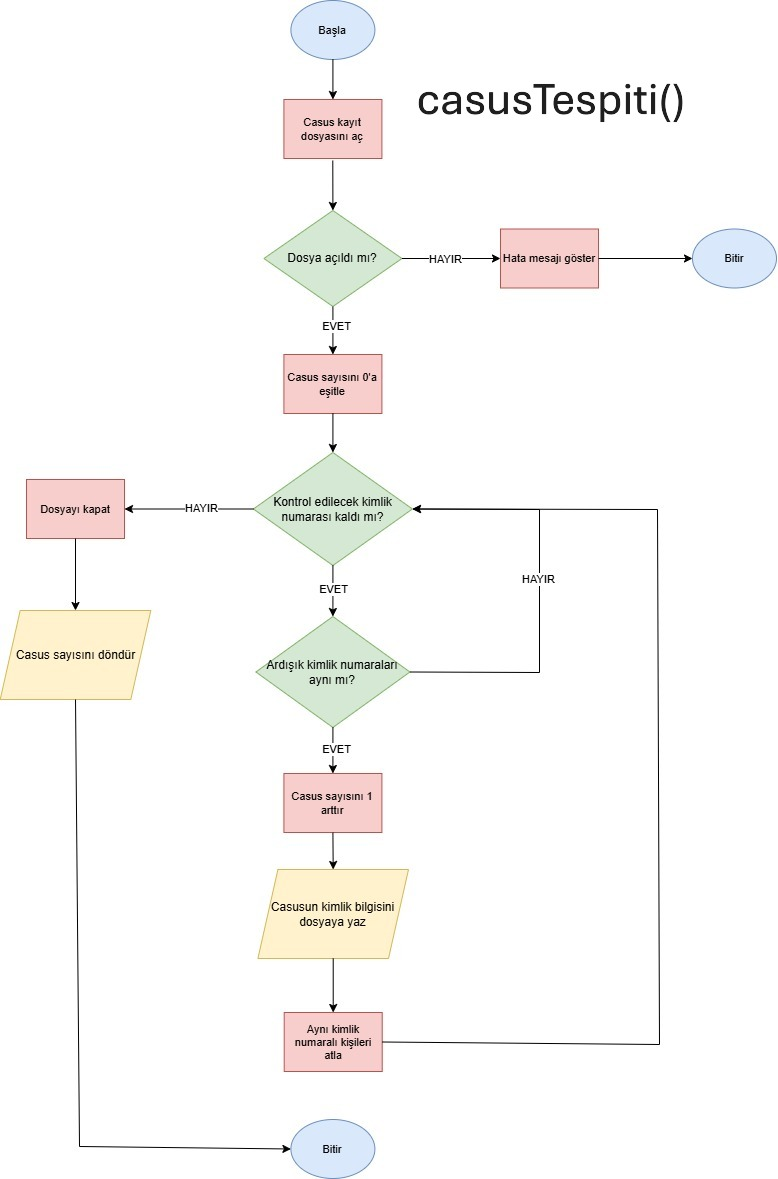 Başla
casusTespiti()
Casus kayıt
dosyasını aç
Dosya açıldı mı?
HAYIR
Hata mesajı göster
Bitir
EVET
Casus sayısını 0'a
eşitle
Kontrol edilecek kimlik
numarası kaldı mı?
HAYIR
Dosyayı kapat
HAYIR
EVET
Casus sayısını döndür
Ardışık kimlik numaraları
aynı mı?
EVET
Casus sayısını 1
arttır
Casusun kimlik bilgisini
dosyaya yaz
Aynı kimlik
numaralı kişileri
atla
Bitir